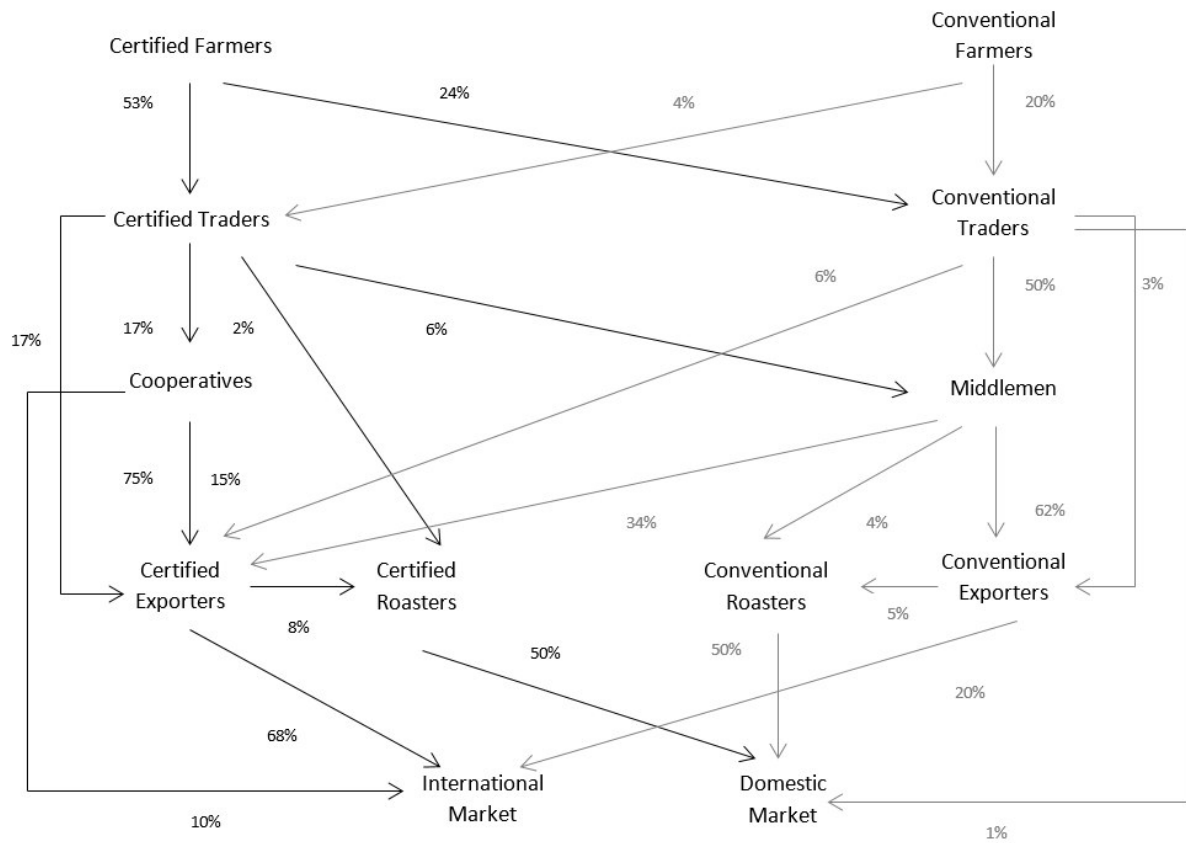 Certified Farmers
Conventional
Farmers
53%
24%
4%
20%
Certified Traders
Conventional
Traders
17%
17%
2%
6%
6%
50%
3%
Cooperatives
Middlemen
75%
15%
34%
4%
62%
Certified
Exporters
Certified
Roasters
Conventional
Roasters
Conventional
Exporters
8%
50%
50%
5%
20%
68%
International
Market
Domestic
Market
10%
1%